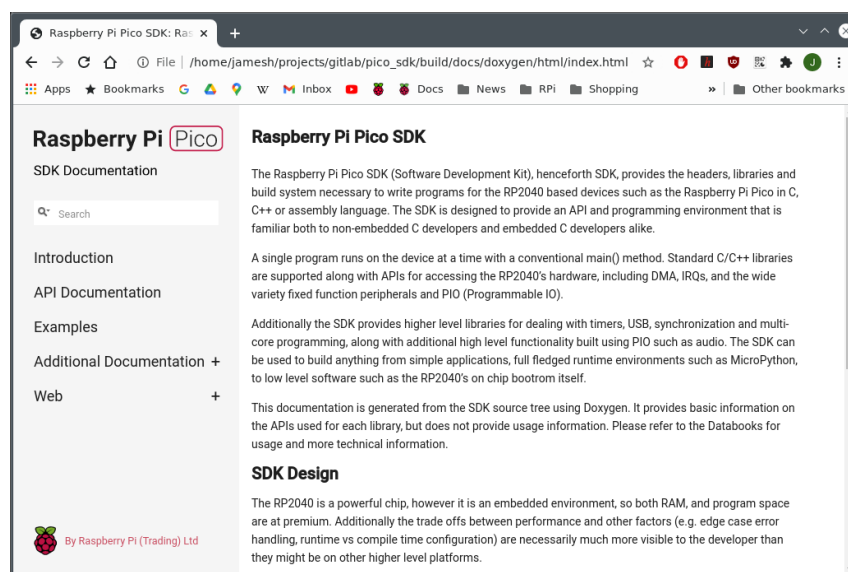 Raspberry Pi Pico SDK: Ras
File | /home/jamesh/projects/gitlab/pico_sdk/build/docs/doxygen/html/index.html
J
Apps Bookmarks G W Inbox Docs News RPi Shopping » Other bookmarks
Raspberry Pi Pico
SDK Documentation
Search
Introduction
API Documentation
Examples
Additional Documentation +
Web +
By Raspberry Pi (Trading) Ltd
Raspberry Pi Pico SDK
The Raspberry Pi Pico SDK (Software Development Kit), henceforth SDK, provides the headers, libraries and
build system necessary to write programs for the RP2040 based devices such as the Raspberry Pi Pico in C,
C++ or assembly language. The SDK is designed to provide an API and programming environment that is
familiar both to non-embedded C developers and embedded C developers alike.
A single program runs on the device at a time with a conventional main() method. Standard C/C++ libraries
are supported along with APIs for accessing the RP2040's hardware, including DMA, IRQs, and the wide
variety fixed function peripherals and PIO (Programmable IO).
Additionally the SDK provides higher level libraries for dealing with timers, USB, synchronization and multi-
core programming, along with additional high level functionality built using PIO such as audio. The SDK can
be used to build anything from simple applications, full fledged runtime environments such as MicroPython,
to low level software such as the RP2040's on chip bootrom itself.
This documentation is generated from the SDK source tree using Doxygen. It provides basic information on
the APIs used for each library, but does not provide usage information. Please refer to the Databooks for
usage and more technical information.
SDK Design
The RP2040 is a powerful chip, however it is an embedded environment, so both RAM, and program space
are at premium. Additionally the trade offs between performance and other factors (e.g. edge case error
handling, runtime vs compile time configuration) are necessarily much more visible to the developer than
they might be on other higher level platforms.